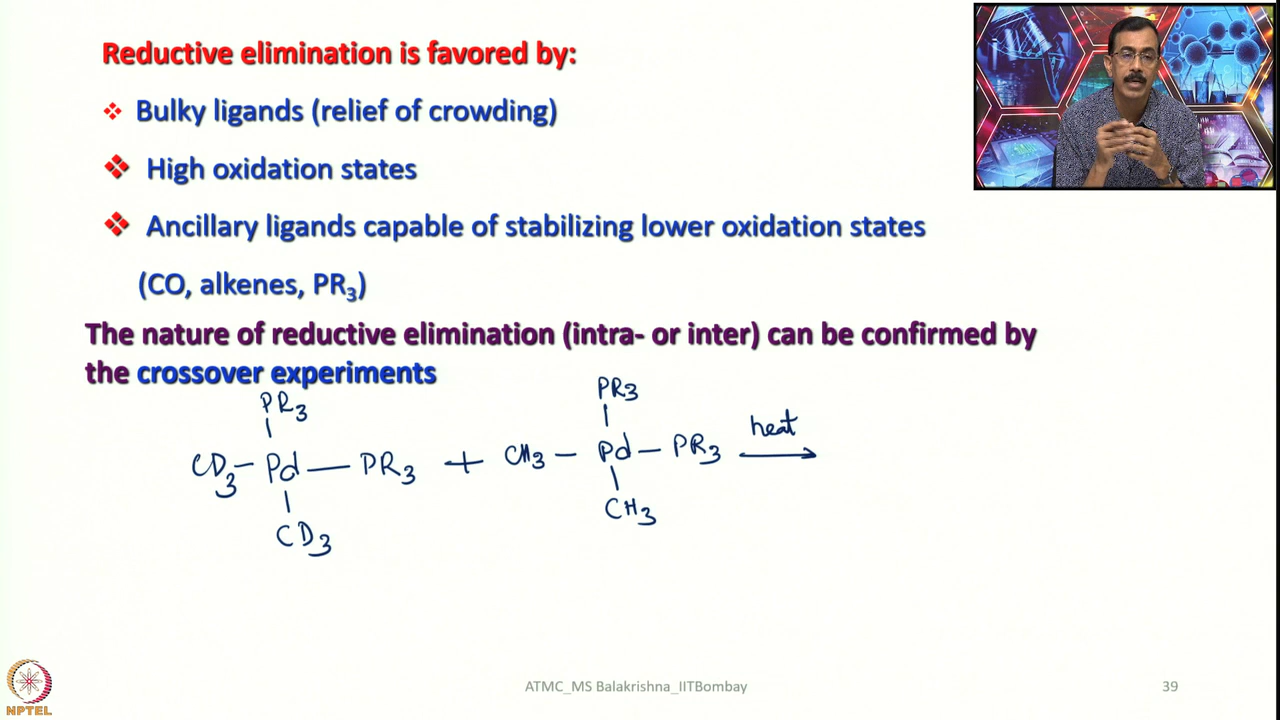 Reductive elimination is favored by:
❖ Bulky ligands (relief of crowding)
❖ High oxidation states
❖ Ancillary ligands capable of stabilizing lower oxidation states
(CO, alkenes, PR₃)
The nature of reductive elimination (intra- or inter) can be confirmed by
the crossover experiments
PR₃ PR₃
CD₃ – Pd — PR₃ + CH₃ – Pd – PR₃ heat →
CD₃ CH₃
NPTEL
ATMC_MS Balakrishna_IITBombay
39